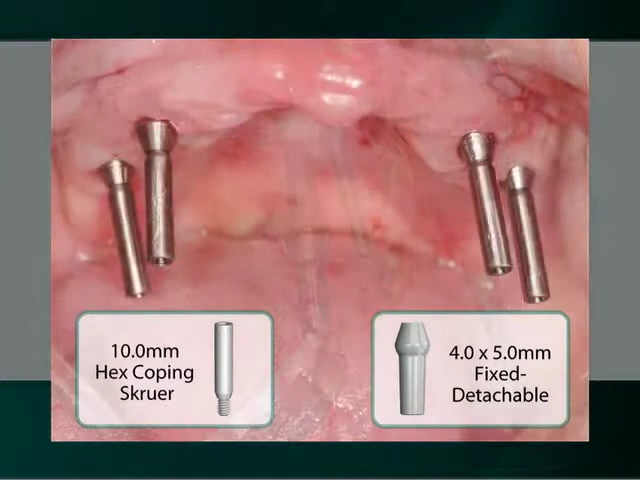 10.0mm
Hex Coping
Skruer
4.0 x 5.0mm
Fixed-
Detachable